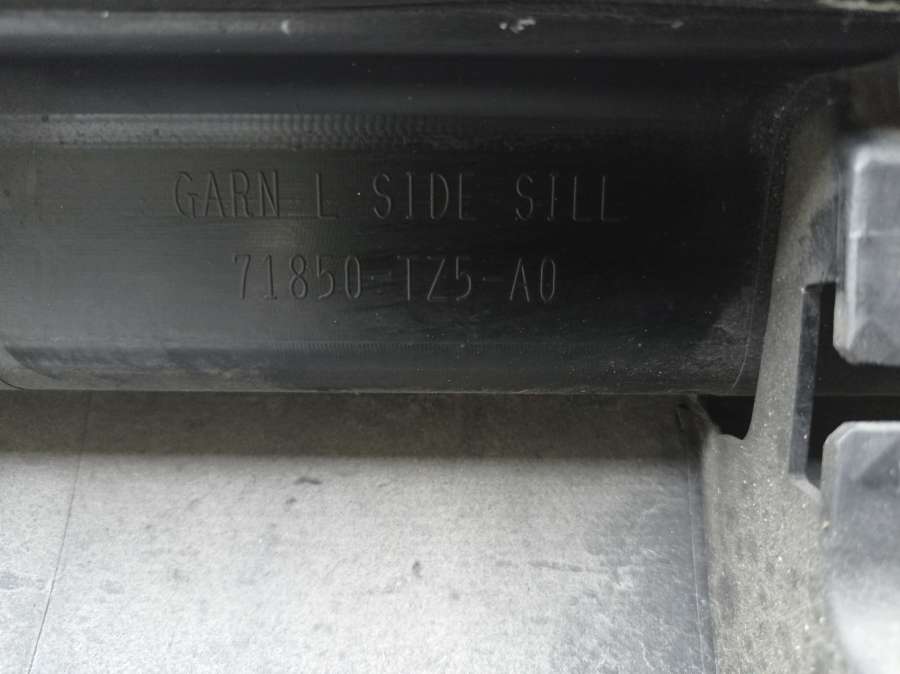 GARN L SIDE SILL
71850-TZ5-A0